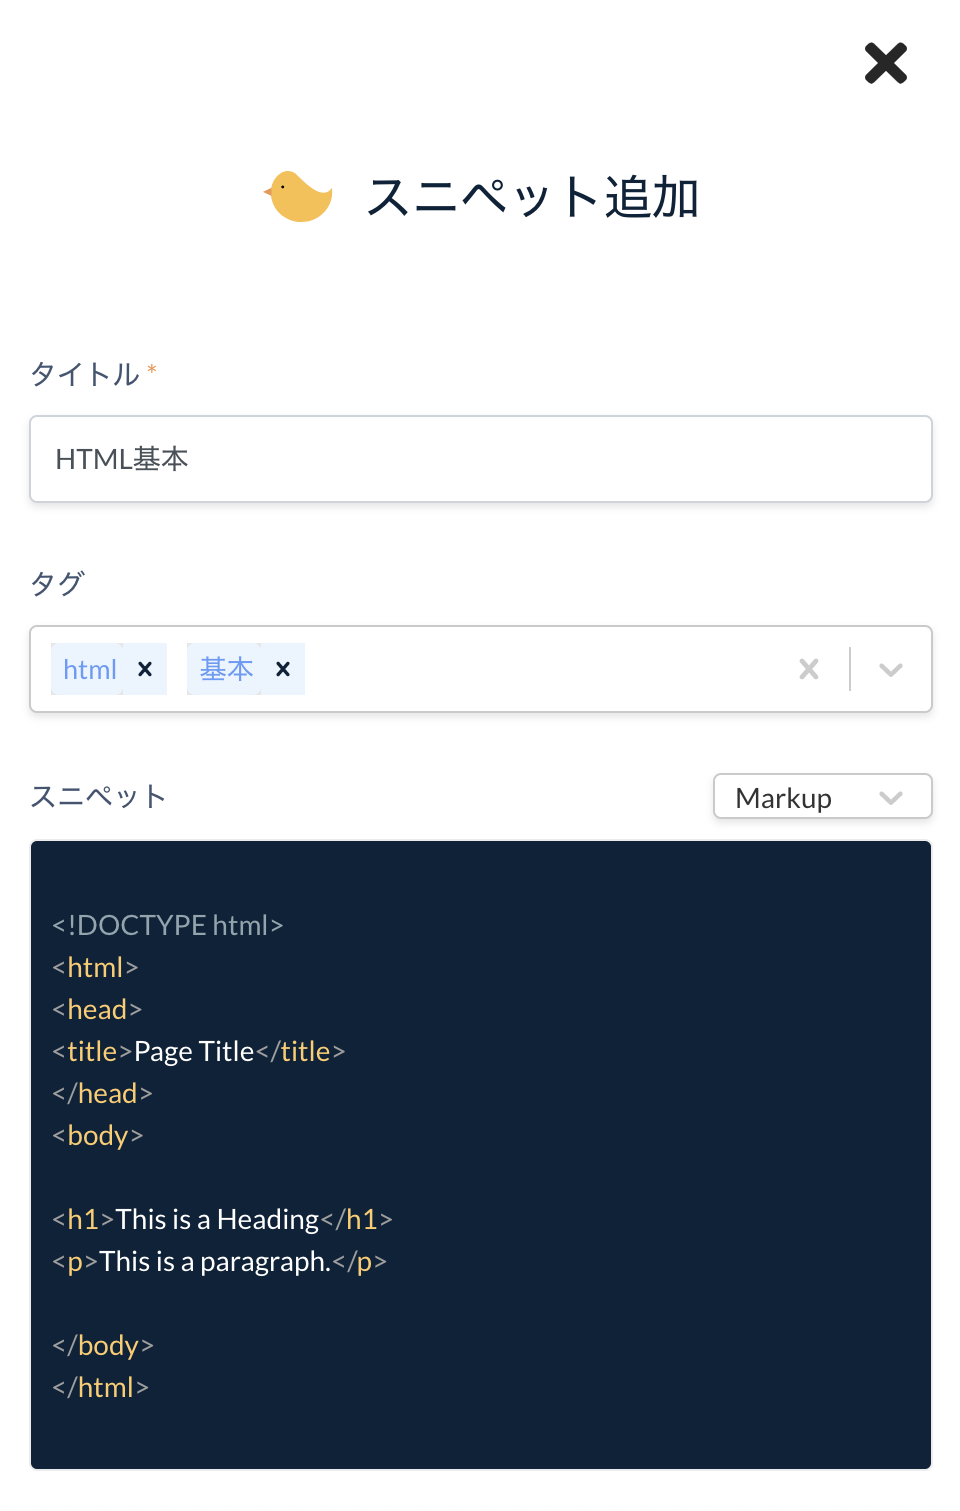 スニペット追加
タイトル *
HTML基本
タグ
html
基本
スニペット
Markup
<!DOCTYPE html>
<html>
<head>
<title>Page Title</title>
</head>
<body>
<h1>This is a Heading</h1>
<p>This is a paragraph.</p>
</body>
</html>